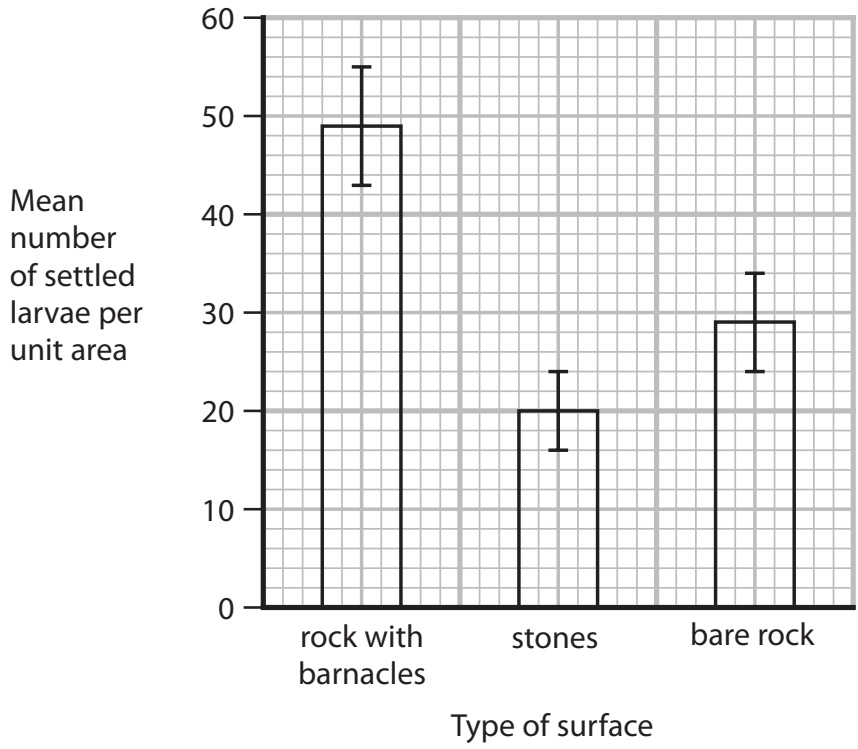 60
50
40
30
20
10
0
Mean
number
of settled
larvae per
unit area
rock with
barnacles
stones
bare rock
Type of surface